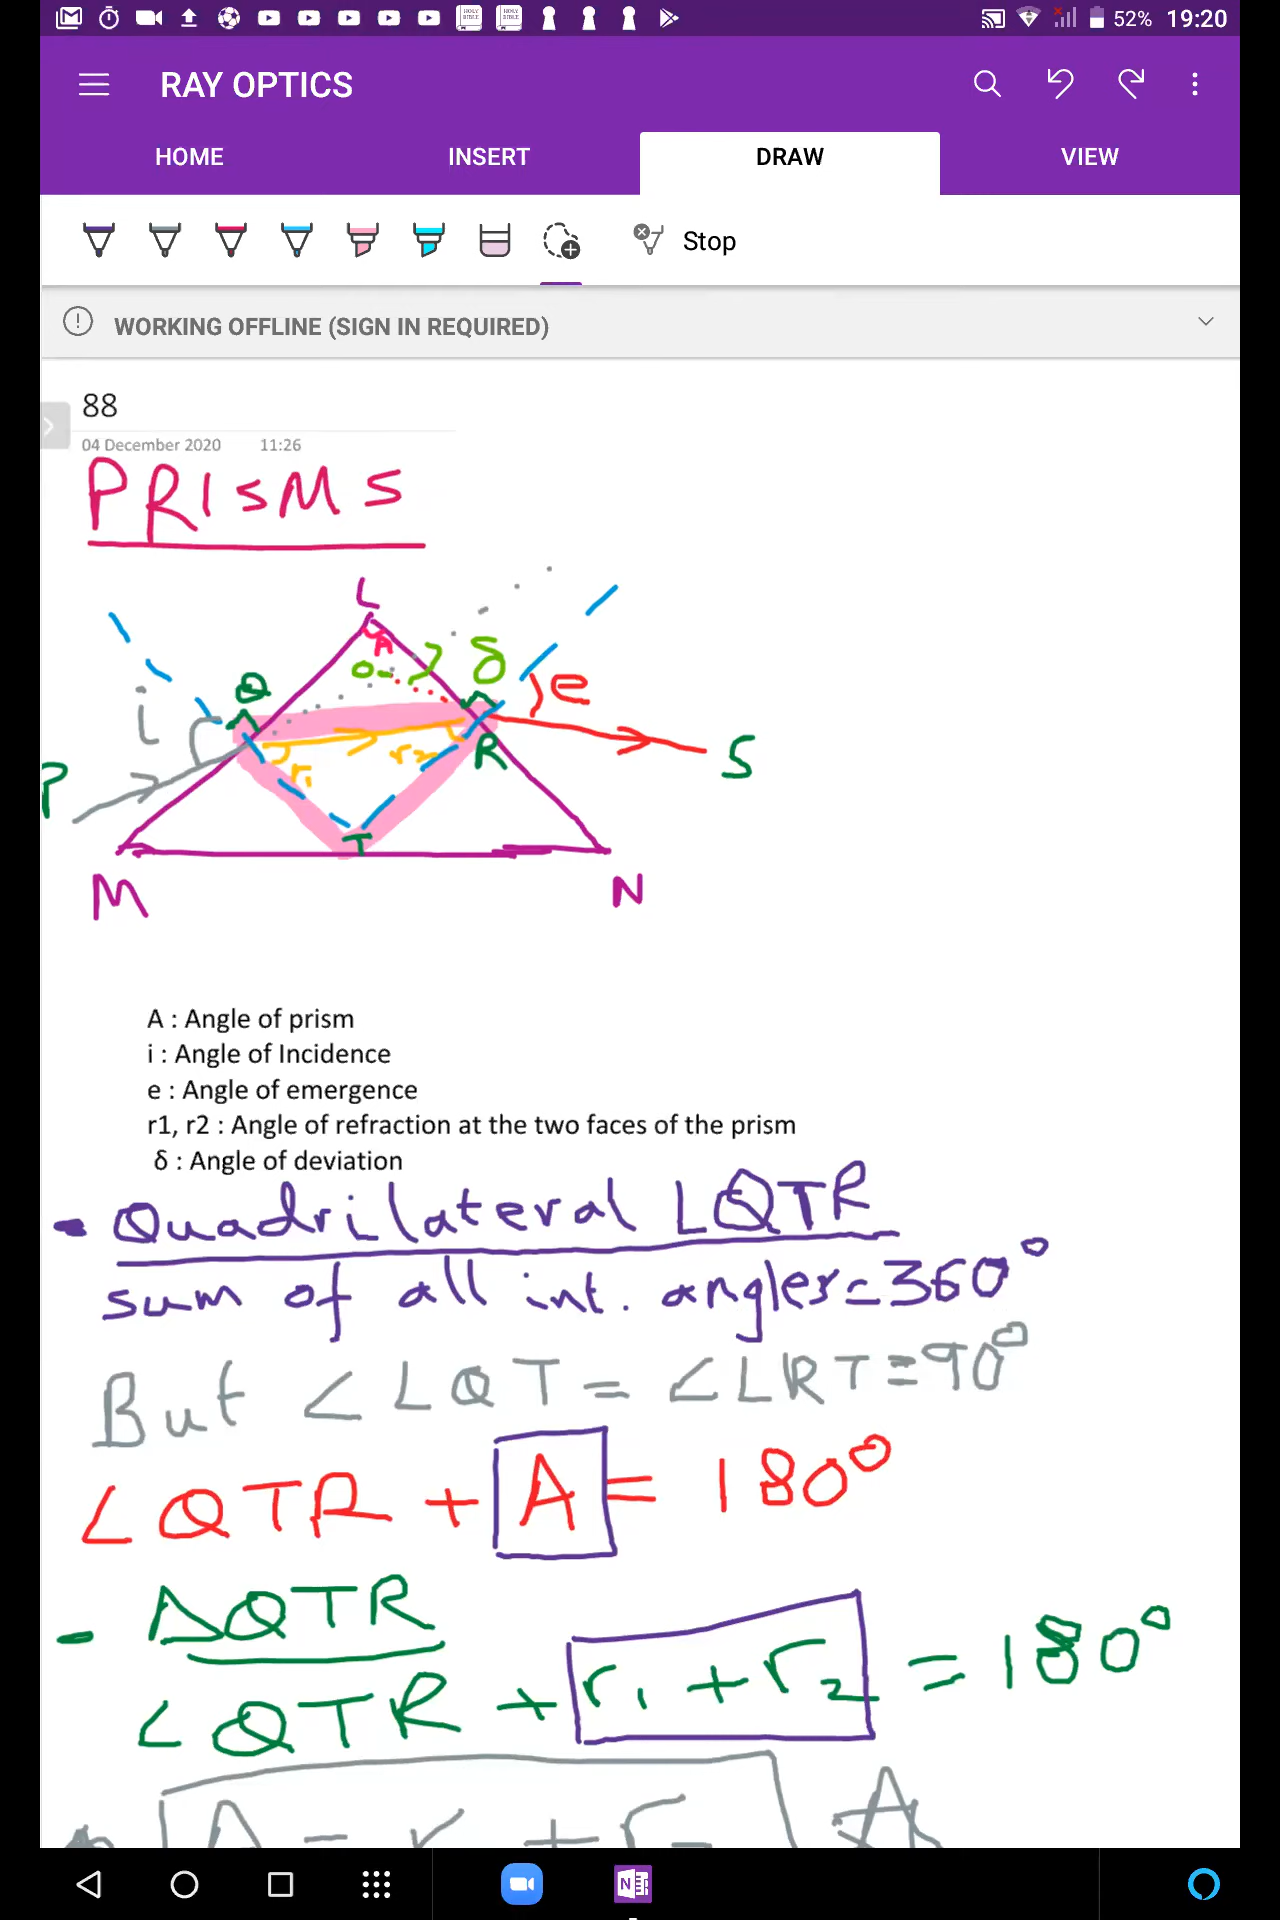 52% 19:20
RAY OPTICS
HOME INSERT DRAW VIEW
Stop
WORKING OFFLINE (SIGN IN REQUIRED)
88
04 December 2020 11:26
PRISMS
L
A
O δ
Q e
i
r1 r2 R S
P
T
M N
A : Angle of prism
i : Angle of Incidence
e : Angle of emergence
r1, r2 : Angle of refraction at the two faces of the prism
δ : Angle of deviation
- Quadrilateral LQTR
sum of all int. angles = 360°
But ∠LQT = ∠LRT = 90°
∠QTR + A = 180°
- ΔQTR
∠QTR + r1 + r2 = 180°